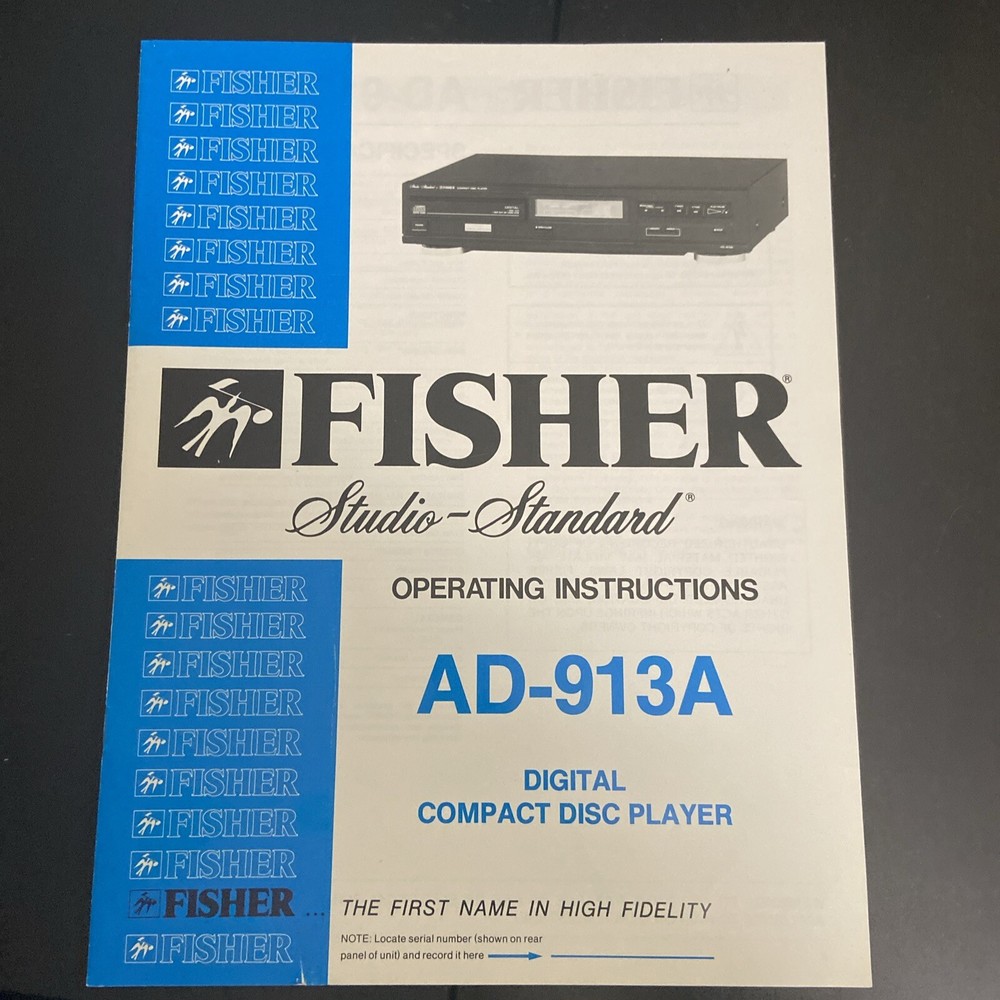 FISHER
FISHER
FISHER
FISHER
FISHER
FISHER
FISHER
FISHER
FISHER®
Studio-Standard®
OPERATING INSTRUCTIONS
AD-913A
DIGITAL
COMPACT DISC PLAYER
FISHER
FISHER
FISHER
FISHER
FISHER
FISHER
FISHER
FISHER
FISHER ... THE FIRST NAME IN HIGH FIDELITY
FISHER
NOTE: Locate serial number (shown on rear
panel of unit) and record it here